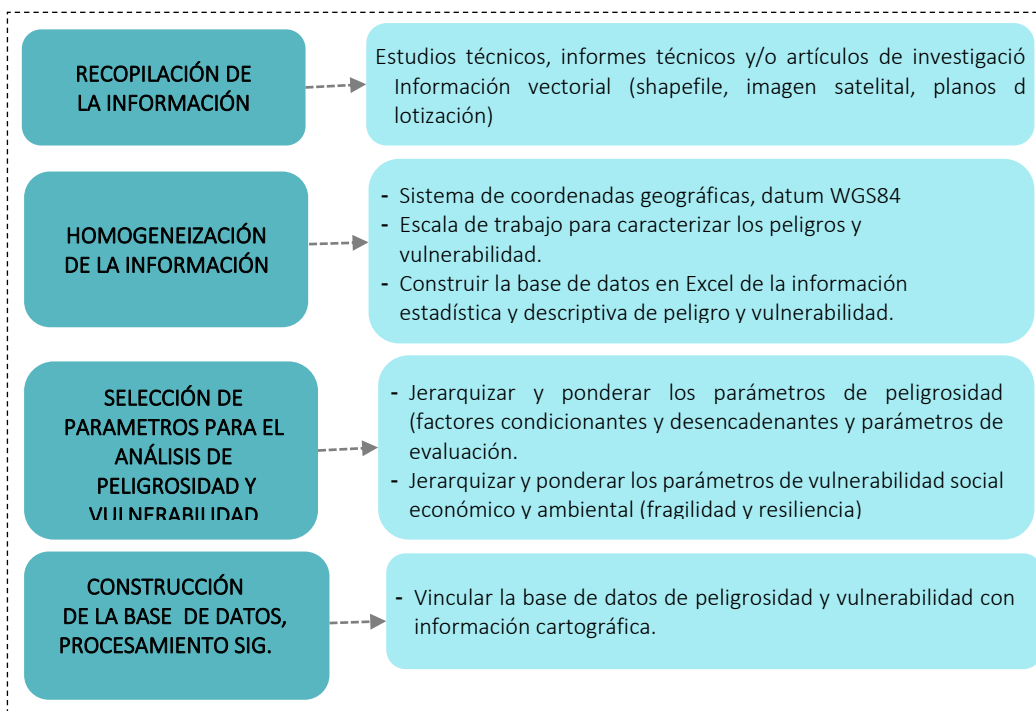 RECOPILACIÓN DE
LA INFORMACIÓN
Estudios técnicos, informes técnicos y/o artículos de investigació
Información vectorial (shapefile, imagen satelital, planos d
lotización)
HOMOGENEIZACIÓN
DE LA INFORMACIÓN
- Sistema de coordenadas geográficas, datum WGS84
- Escala de trabajo para caracterizar los peligros y
vulnerabilidad.
- Construir la base de datos en Excel de la información
estadística y descriptiva de peligro y vulnerabilidad.
SELECCIÓN DE
PARAMETROS PARA EL
ANÁLISIS DE
PELIGROSIDAD Y
VULNERABILIDAD
- Jerarquizar y ponderar los parámetros de peligrosidad
(factores condicionantes y desencadenantes y parámetros de
evaluación.
- Jerarquizar y ponderar los parámetros de vulnerabilidad social
económico y ambiental (fragilidad y resiliencia)
CONSTRUCCIÓN
DE LA BASE DE DATOS,
PROCESAMIENTO SIG.
- Vincular la base de datos de peligrosidad y vulnerabilidad con
información cartográfica.